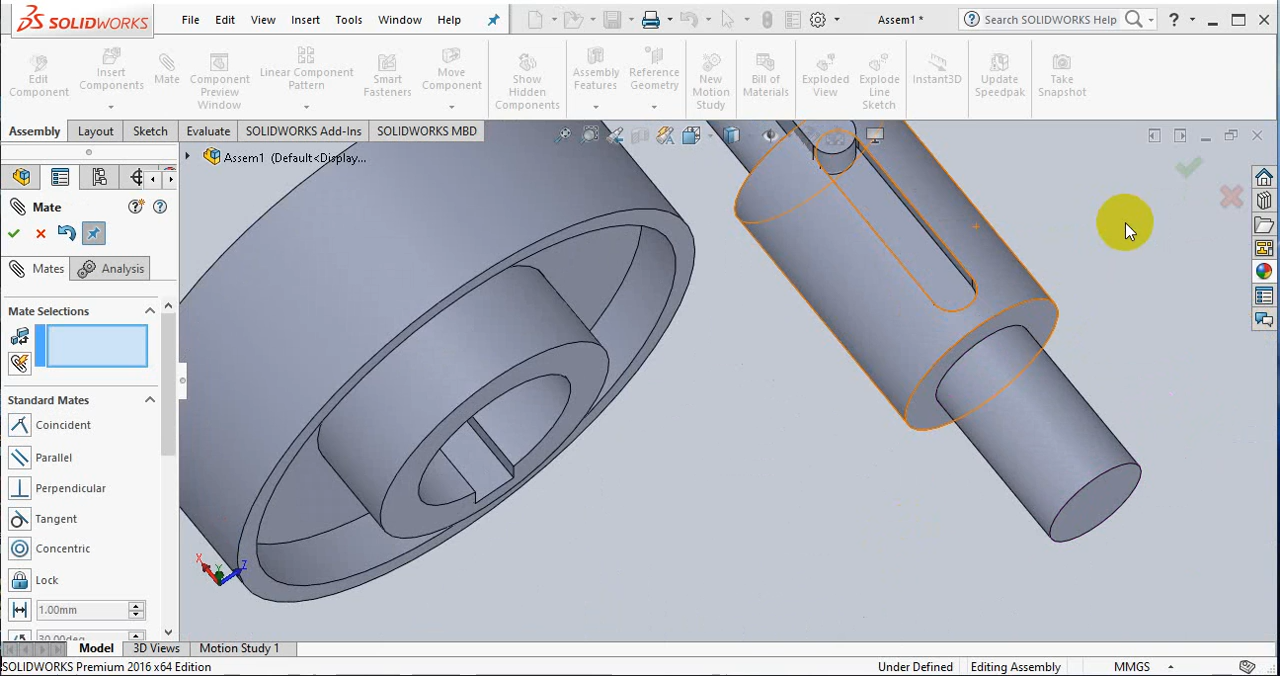 SOLIDWORKS File Edit View Insert Tools Window Help Assem1 * Search SOLIDWORKS Help ?
Edit Component
Insert Components
Mate
Component Preview Window
Linear Component Pattern
Smart Fasteners
Move Component
Show Hidden Components
Assembly Features
Reference Geometry
New Motion Study
Bill of Materials
Exploded View
Explode Line Sketch
Instant3D
Update Speedpak
Take Snapshot
Assembly Layout Sketch Evaluate SOLIDWORKS Add-Ins SOLIDWORKS MBD
Assem1 (Default<Display...
Mate
Mates Analysis
Mate Selections
Standard Mates
Coincident
Parallel
Perpendicular
Tangent
Concentric
Lock
1.00mm
30.00deg
X Y Z
Model 3D Views Motion Study 1
SOLIDWORKS Premium 2016 x64 Edition Under Defined Editing Assembly MMGS